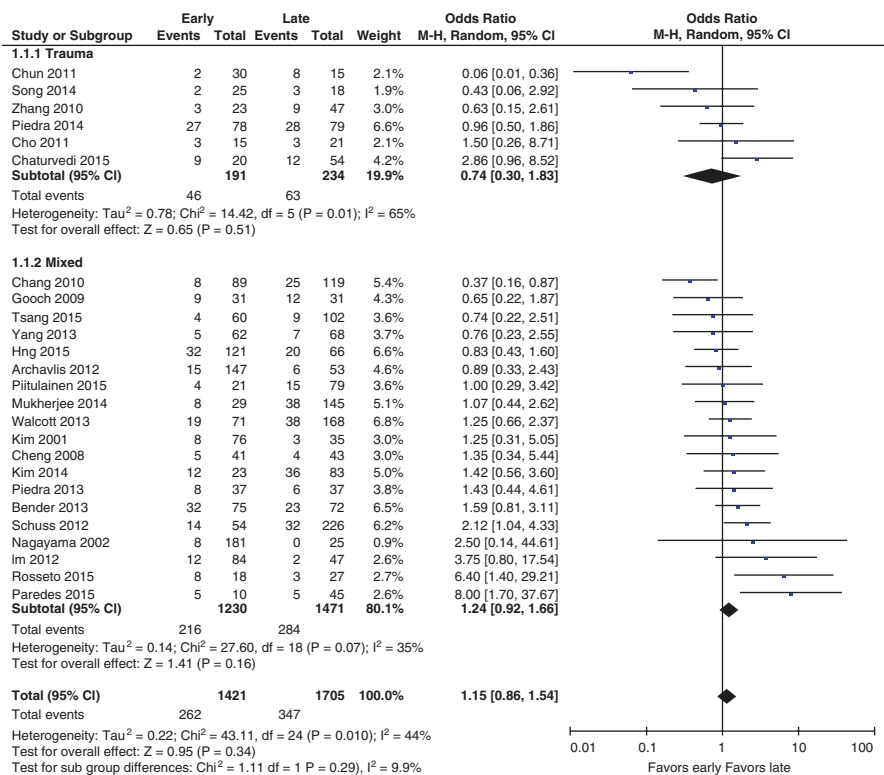 Early Late Odds Ratio Odds Ratio
Study or Subgroup Events Total Events Total Weight M-H, Random, 95% CI M-H, Random, 95% CI
1.1.1 Trauma
Chun 2011 2 30 8 15 2.1% 0.06 [0.01, 0.36]
Song 2014 2 25 3 18 1.9% 0.43 [0.06, 2.92]
Zhang 2010 3 23 9 47 3.0% 0.63 [0.15, 2.61]
Piedra 2014 27 78 28 79 6.6% 0.96 [0.50, 1.86]
Cho 2011 3 15 3 21 2.1% 1.50 [0.26, 8.71]
Chaturvedi 2015 9 20 12 54 4.2% 2.86 [0.96, 8.52]
Subtotal (95% CI) 191 234 19.9% 0.74 [0.30, 1.83]
Total events 46 63
Heterogeneity: Tau² = 0.78; Chi² = 14.42, df = 5 (P = 0.01); I² = 65%
Test for overall effect: Z = 0.65 (P = 0.51)
1.1.2 Mixed
Chang 2010 8 89 25 119 5.4% 0.37 [0.16, 0.87]
Gooch 2009 9 31 12 31 4.3% 0.65 [0.22, 1.87]
Tsang 2015 4 60 9 102 3.6% 0.74 [0.22, 2.51]
Yang 2013 5 62 7 68 3.7% 0.76 [0.23, 2.55]
Hng 2015 32 121 20 66 6.6% 0.83 [0.43, 1.60]
Archavlis 2012 15 147 6 53 4.6% 0.89 [0.33, 2.43]
Piitulainen 2015 4 21 15 79 3.6% 1.00 [0.29, 3.42]
Mukherjee 2014 8 29 38 145 5.1% 1.07 [0.44, 2.62]
Walcott 2013 19 71 38 168 6.8% 1.25 [0.66, 2.37]
Kim 2001 8 76 3 35 3.0% 1.25 [0.31, 5.05]
Cheng 2008 5 41 4 43 3.0% 1.35 [0.34, 5.44]
Kim 2014 12 23 36 83 4.9% 1.42 [0.56, 3.60]
Piedra 2013 8 37 6 37 3.8% 1.43 [0.44, 4.61]
Bender 2013 32 75 23 72 6.6% 1.59 [0.81, 3.11]
Schuss 2012 14 54 32 226 6.2% 2.12 [1.04, 4.33]
Nagayama 2002 8 181 0 25 0.9% 2.50 [0.14, 44.61]
Im 2012 12 84 2 47 2.6% 3.75 [0.80, 17.54]
Rosseto 2015 8 18 3 27 2.7% 6.40 [1.40, 29.21]
Paredes 2015 5 10 5 45 2.6% 8.00 [1.70, 37.67]
Subtotal (95% CI) 1230 1471 80.1% 1.24 [0.92, 1.66]
Total events 216 284
Heterogeneity: Tau² = 0.14; Chi² = 27.60, df = 18 (P = 0.07); I² = 35%
Test for overall effect: Z = 1.41 (P = 0.16)
Total (95% CI) 1421 1705 100.0% 1.15 [0.86, 1.54]
Total events 262 347
Heterogeneity: Tau² = 0.22; Chi² = 43.11, df = 24 (P = 0.010); I² = 44%
Test for overall effect: Z = 0.95 (P = 0.34)
Test for sub group differences: Chi² = 1.11 df = 1 P = 0.29), I² = 9.9%
0.01 0.1 1 10 100
Favors early Favors late